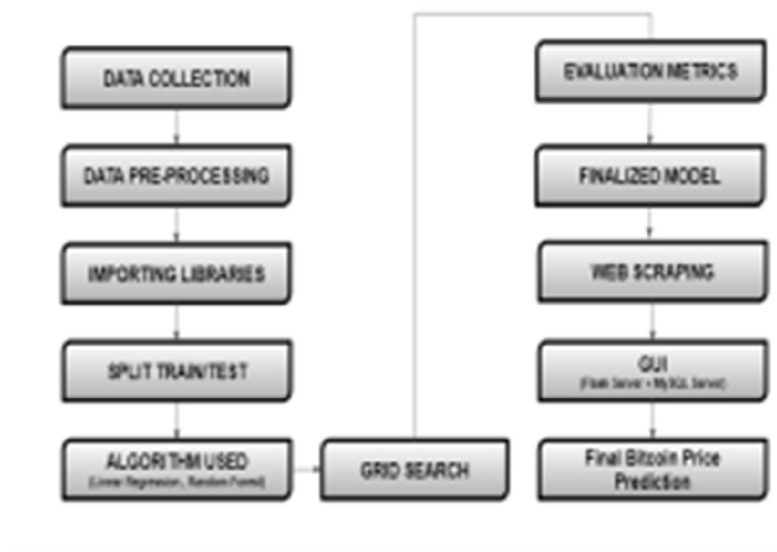 DATA COLLECTION
DATA PRE-PROCESSING
IMPORTING LIBRARIES
SPLIT TRAIN/TEST
ALGORITHM USED
(Linear Regression, Random Forest)
GRID SEARCH
EVALUATION METRICS
FINALIZED MODEL
WEB SCRAPING
GUI
(Flask Server + MySQL Server)
Final Bitcoin Price
Prediction